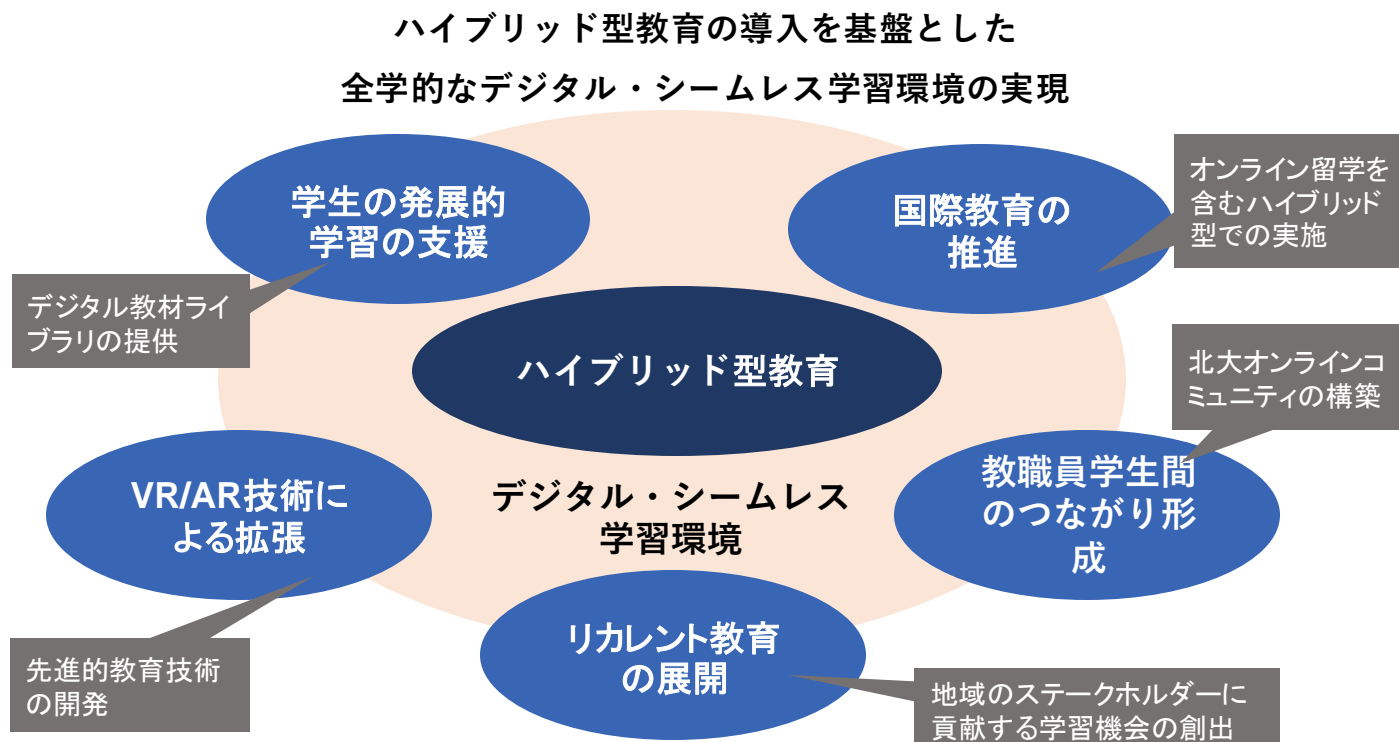 ハイブリッド型教育の導入を基盤とした
全学的なデジタル・シームレス学習環境の実現
学生の発展的
学習の支援
国際教育の
推進
オンライン留学を
含むハイブリッド
型での実施
デジタル教材ライ
ブラリの提供
ハイブリッド型教育
北大オンラインコ
ミュニティの構築
VR/AR技術に
よる拡張
デジタル・シームレス
学習環境
教職員学生間
のつながり形
成
リカレント教育
の展開
先進的教育技術
の開発
地域のステークホルダーに
貢献する学習機会の創出